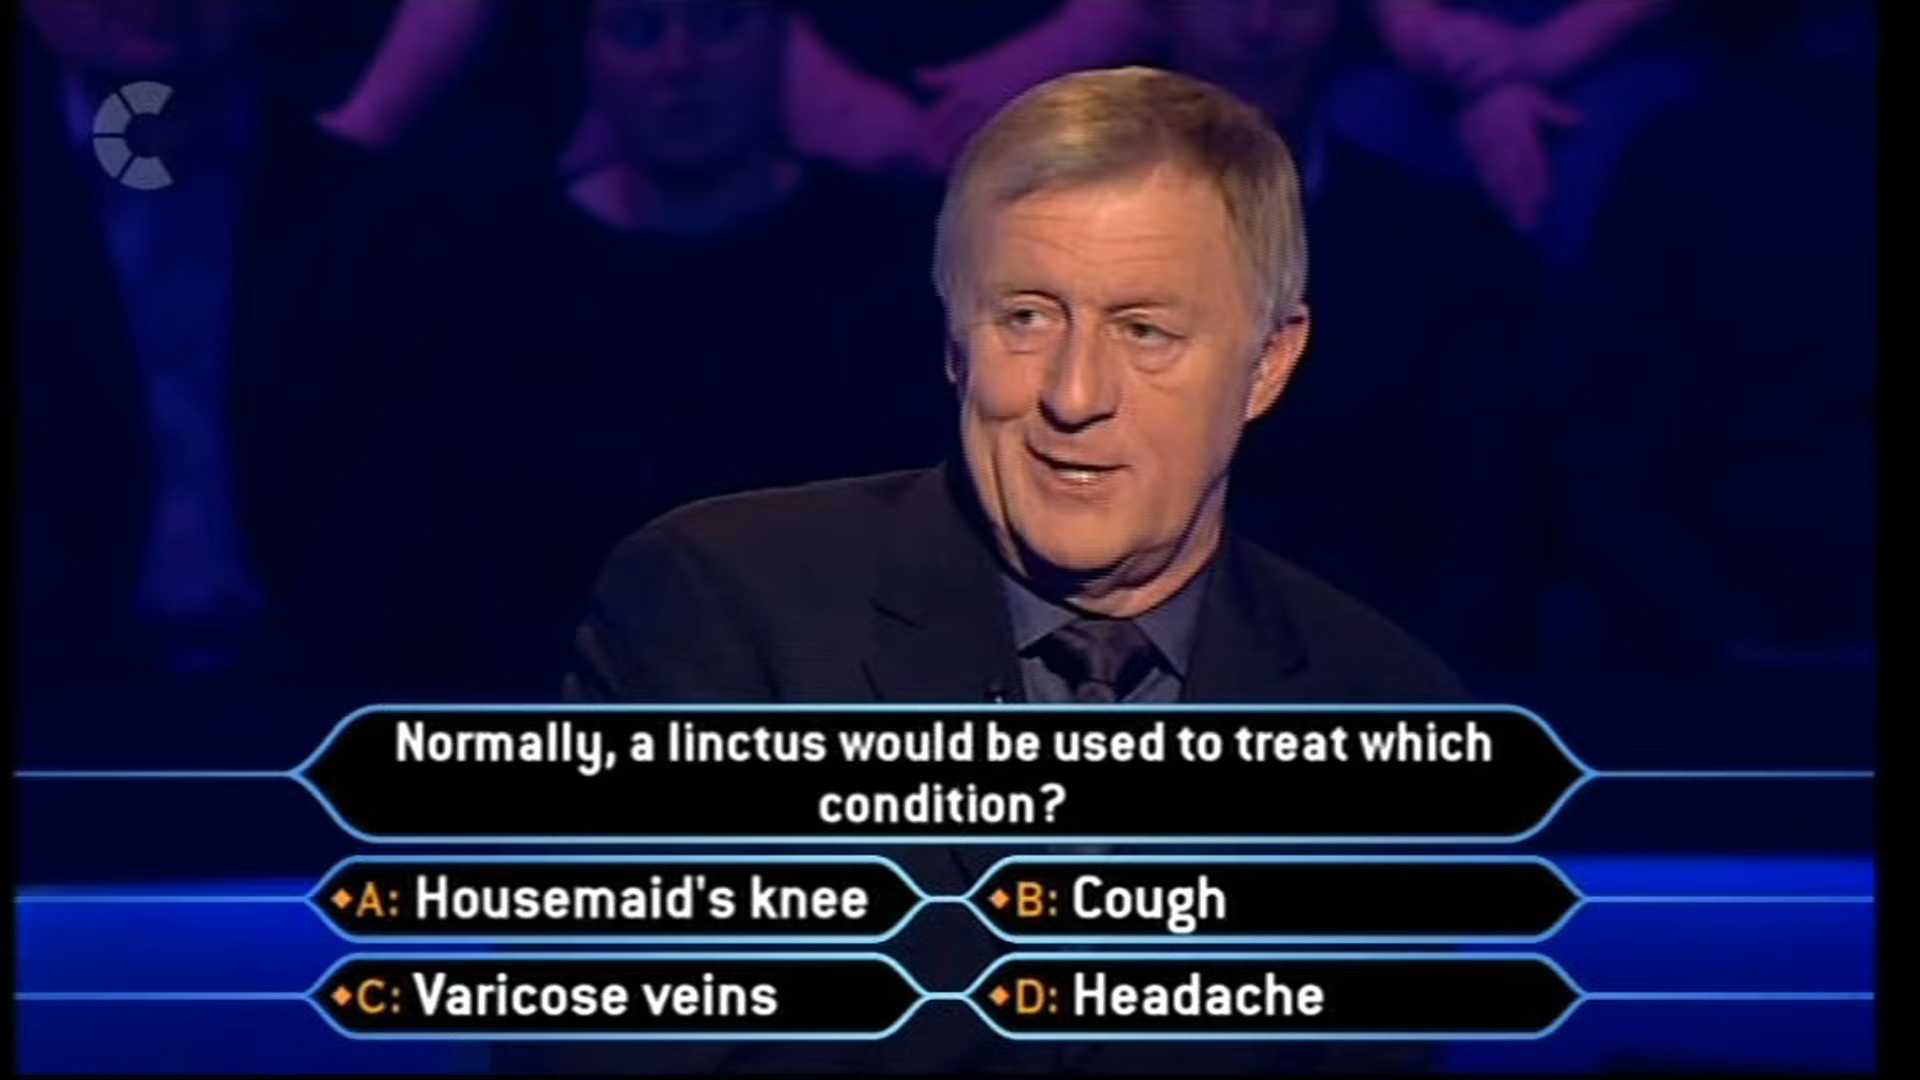 Normally, a linctus would be used to treat which
condition?
A: Housemaid's knee
B: Cough
C: Varicose veins
D: Headache